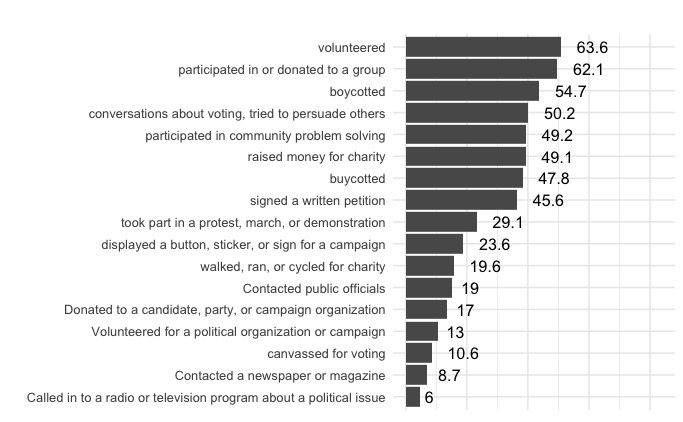 volunteered 63.6
participated in or donated to a group 62.1
boycotted 54.7
conversations about voting, tried to persuade others 50.2
participated in community problem solving 49.2
raised money for charity 49.1
buycotted 47.8
signed a written petition 45.6
took part in a protest, march, or demonstration 29.1
displayed a button, sticker, or sign for a campaign 23.6
walked, ran, or cycled for charity 19.6
Contacted public officials 19
Donated to a candidate, party, or campaign organization 17
Volunteered for a political organization or campaign 13
canvassed for voting 10.6
Contacted a newspaper or magazine 8.7
Called in to a radio or television program about a political issue 6